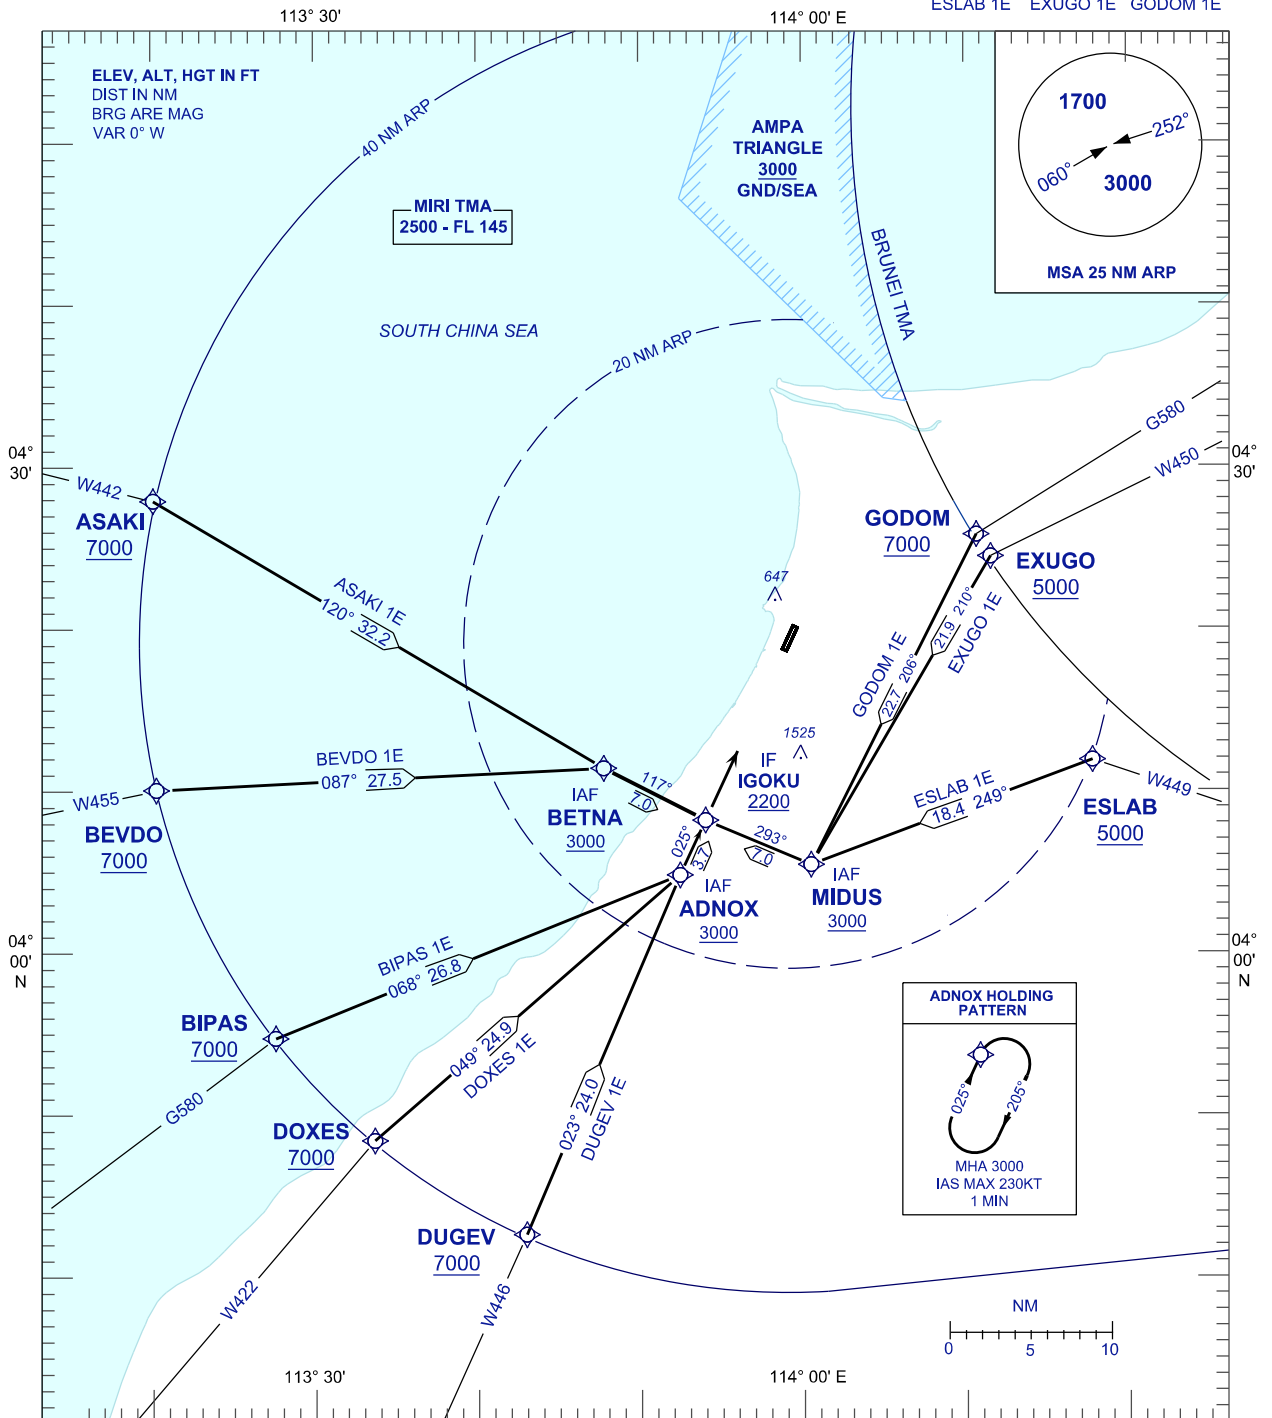 ESLAB 1E EXUGO 1E GODOM 1E
113° 30'
114° 00' E
ELEV, ALT, HGT IN FT
DIST IN NM
BRG ARE MAG
VAR 0° W
40 NM ARP
MIRI TMA
2500 - FL 145
AMPA
TRIANGLE
3000
GND/SEA
1700
252°
060°
3000
MSA 25 NM ARP
BRUNEI TMA
SOUTH CHINA SEA
20 NM ARP
G580
W450
04°
30'
04°
30'
W442
ASAKI
7000
GODOM
7000
EXUGO
5000
647
ASAKI 1E
120° 32.2
21.9 210°
EXUGO 1E
GODOM 1E
22.7 206°
1525
BEVDO 1E
087° 27.5
W455
BEVDO
7000
IAF
BETNA
3000
117°
7.0
IF
IGOKU
2200
293°
7.0
025°
3.7
ESLAB 1E
18.4 249°
W449
ESLAB
5000
IAF
ADNOX
3000
IAF
MIDUS
3000
04°
00'
N
04°
00'
N
BIPAS 1E
068° 26.8
BIPAS
7000
049° 24.9
DOXES 1E
G580
DOXES
7000
023° 24.0
DUGEV 1E
DUGEV
7000
W422
W446
ADNOX HOLDING
PATTERN
025°
205°
MHA 3000
IAS MAX 230KT
1 MIN
NM
0 5 10
113° 30'
114° 00' E